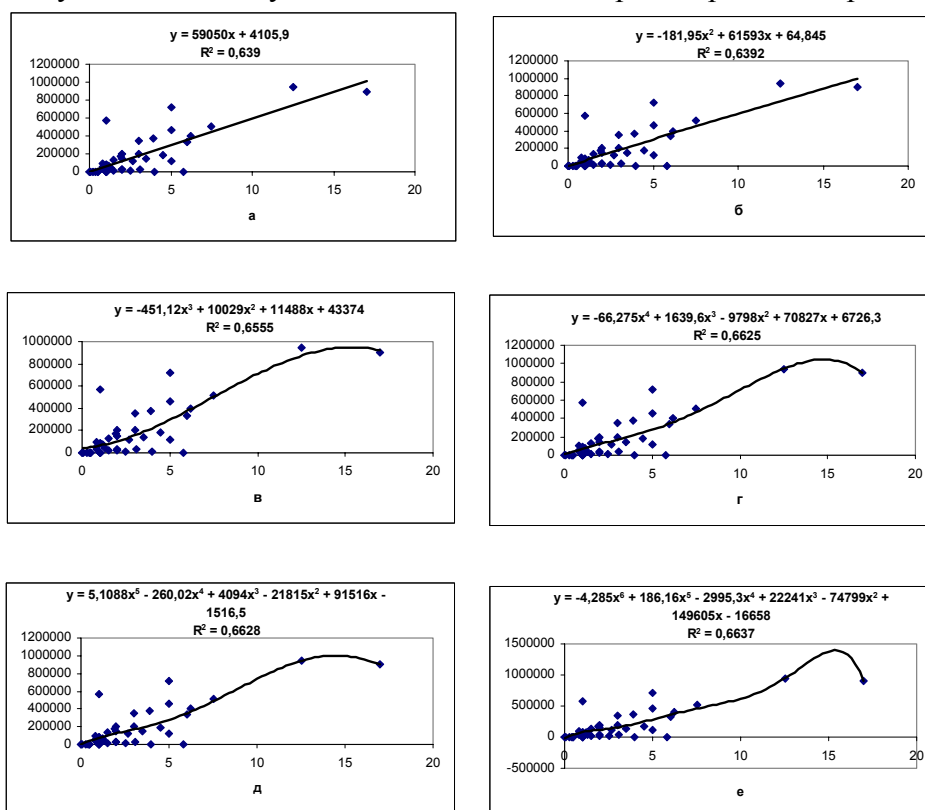 y = 59050x + 4105,9
R² = 0,639
1200000
1000000
800000
600000
400000
200000
0
0 5 10 15 20
а
y = -181,95x² + 61593x + 64,845
R² = 0,6392
1200000
1000000
800000
600000
400000
200000
0
0 5 10 15 20
б
y = -451,12x³ + 10029x² + 11488x + 43374
R² = 0,6555
1000000
800000
600000
400000
200000
0
0 5 10 15 20
в
y = -66,275x⁴ + 1639,6x³ - 9798x² + 70827x + 6726,3
R² = 0,6625
1200000
1000000
800000
600000
400000
200000
0
0 5 10 15 20
г
y = 5,1088x⁵ - 260,02x⁴ + 4094x³ - 21815x² + 91516x -
1516,5
R² = 0,6628
1200000
1000000
800000
600000
400000
200000
0
0 5 10 15 20
д
y = -4,285x⁶ + 186,16x⁵ - 2995,3x⁴ + 22241x³ - 74799x² +
149605x - 16658
R² = 0,6637
1500000
1000000
500000
0
-500000
0 5 10 15 20
е